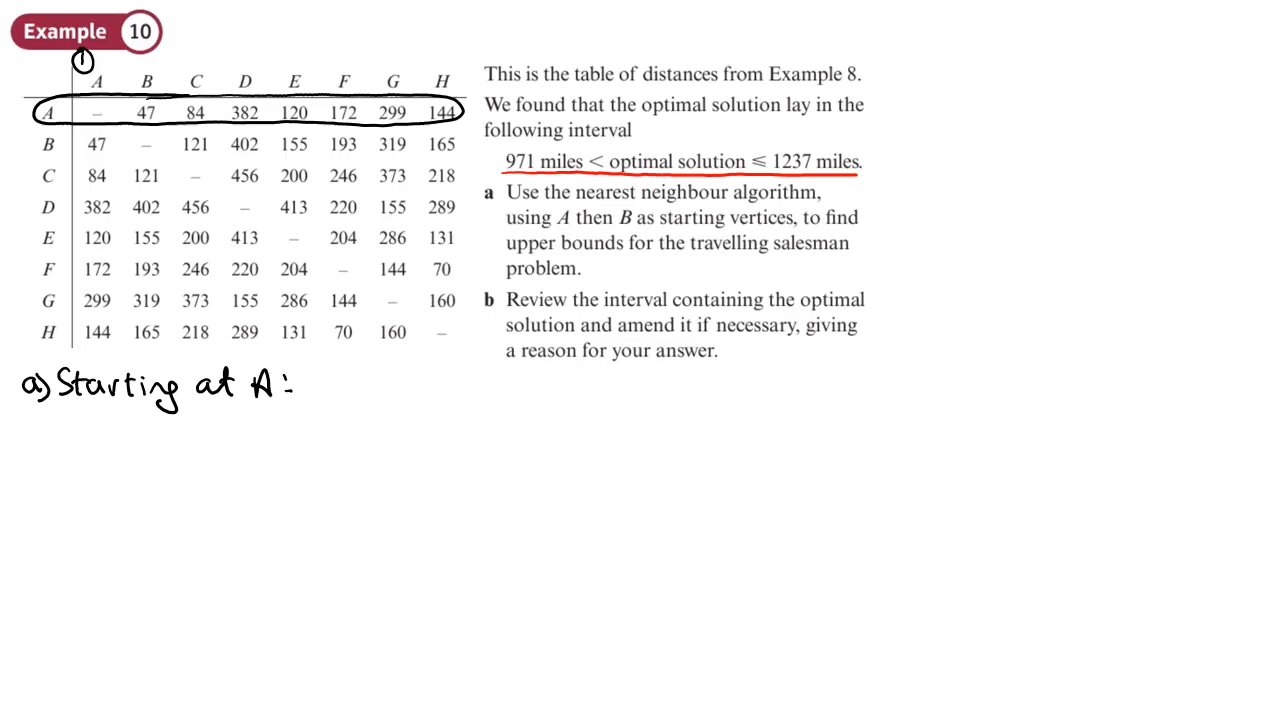 Example 10
1
A B C D E F G H
A – 47 84 382 120 172 299 144
B 47 – 121 402 155 193 319 165
C 84 121 – 456 200 246 373 218
D 382 402 456 – 413 220 155 289
E 120 155 200 413 – 204 286 131
F 172 193 246 220 204 – 144 70
G 299 319 373 155 286 144 – 160
H 144 165 218 289 131 70 160 –
This is the table of distances from Example 8.
We found that the optimal solution lay in the
following interval
971 miles < optimal solution ⩽ 1237 miles.
a Use the nearest neighbour algorithm,
using A then B as starting vertices, to find
upper bounds for the travelling salesman
problem.
b Review the interval containing the optimal
solution and amend it if necessary, giving
a reason for your answer.
a) Starting at A: